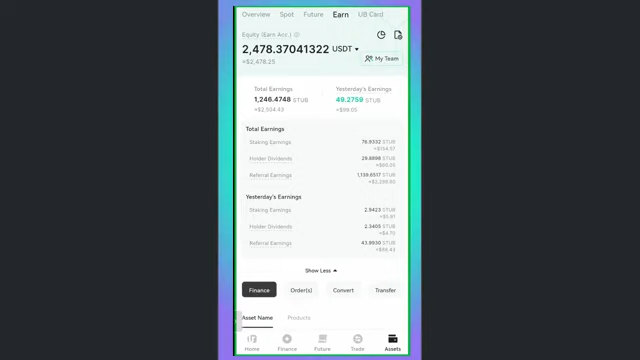 Overview Spot Future Earn UB Card
Equity (Earn Acc.)
2,478.37041322 USDT
≈$2,478.25
My Team
Total Earnings Yesterday's Earnings
1,246.4748 STUB 49.2759 STUB
≈$2,504.43 ≈$99.05
Total Earnings
Staking Earnings 76.9332 STUB
≈$154.57
Holder Dividends 29.8898 STUB
≈$60.05
Referral Earnings 1,139.6517 STUB
≈$2,289.80
Yesterday's Earnings
Staking Earnings 2.9423 STUB
≈$5.91
Holder Dividends 2.3405 STUB
≈$4.70
Referral Earnings 43.9930 STUB
≈$88.43
Show Less
Finance Order(s) Convert Transfer
Asset Name Products
Home Finance Future Trade Assets